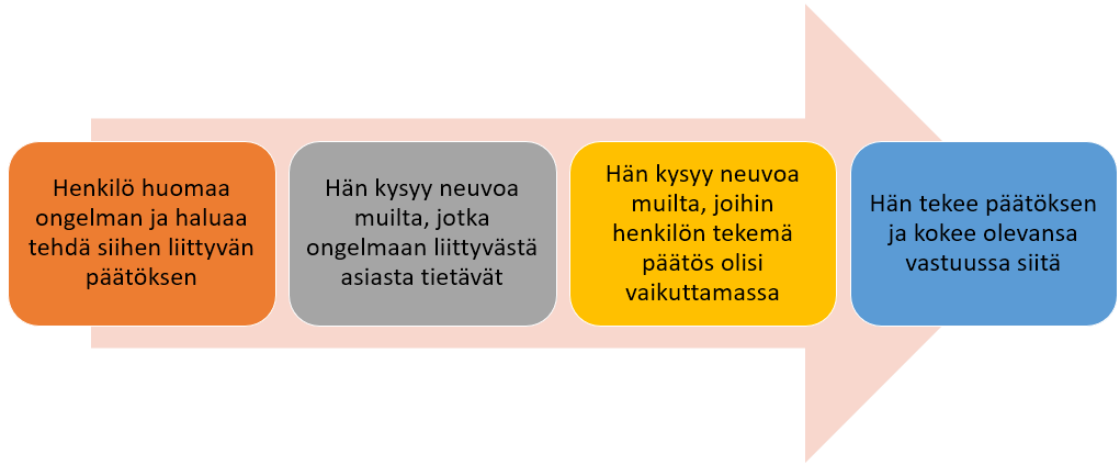 Henkilö huomaa
ongelman ja haluaa
tehdä siihen liittyvän
päätöksen
Hän kysyy neuvoa
muilta, jotka
ongelmaan liittyvästä
asiasta tietävät
Hän kysyy neuvoa
muilta, joihin
henkilön tekemä
päätös olisi
vaikuttamassa
Hän tekee päätöksen
ja kokee olevansa
vastuussa siitä